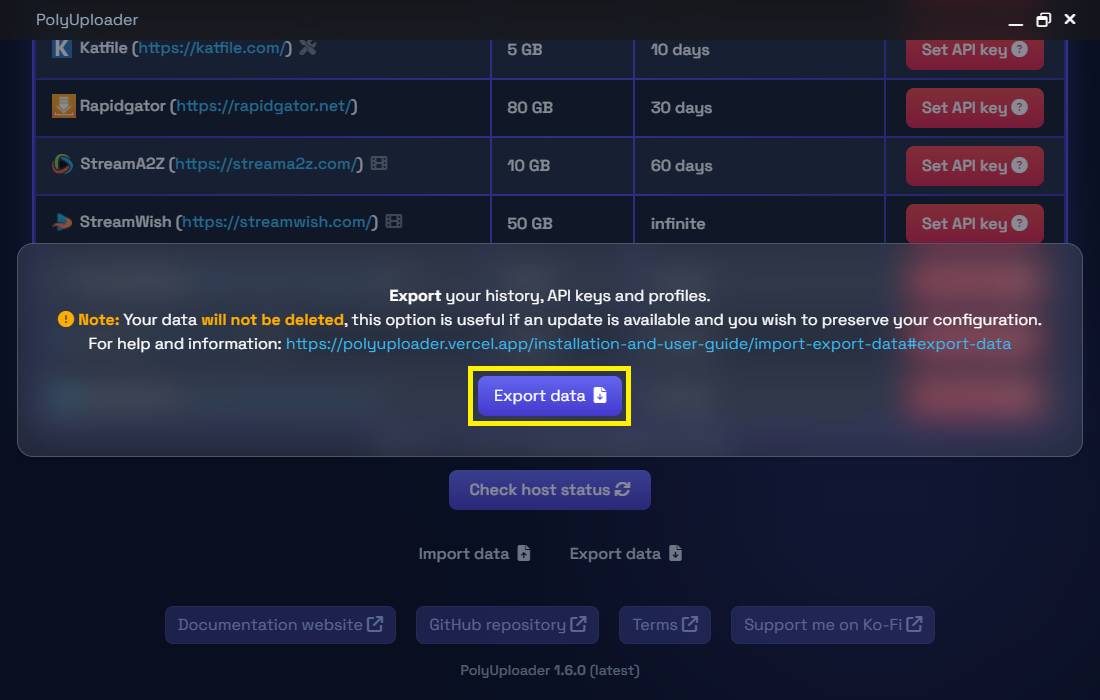 PolyUploader
Katfile (https://katfile.com/) 5 GB 10 days Set API key ?
Rapidgator (https://rapidgator.net/) 80 GB 30 days Set API key ?
StreamA2Z (https://streama2z.com/) 10 GB 60 days Set API key ?
StreamWish (https://streamwish.com/) 50 GB infinite Set API key ?
Export your history, API keys and profiles.
Note: Your data will not be deleted, this option is useful if an update is available and you wish to preserve your configuration.
For help and information: https://polyuploader.vercel.app/installation-and-user-guide/import-export-data#export-data
Export data
Check host status
Import data Export data
Documentation website GitHub repository Terms Support me on Ko-Fi
PolyUploader 1.6.0 (latest)